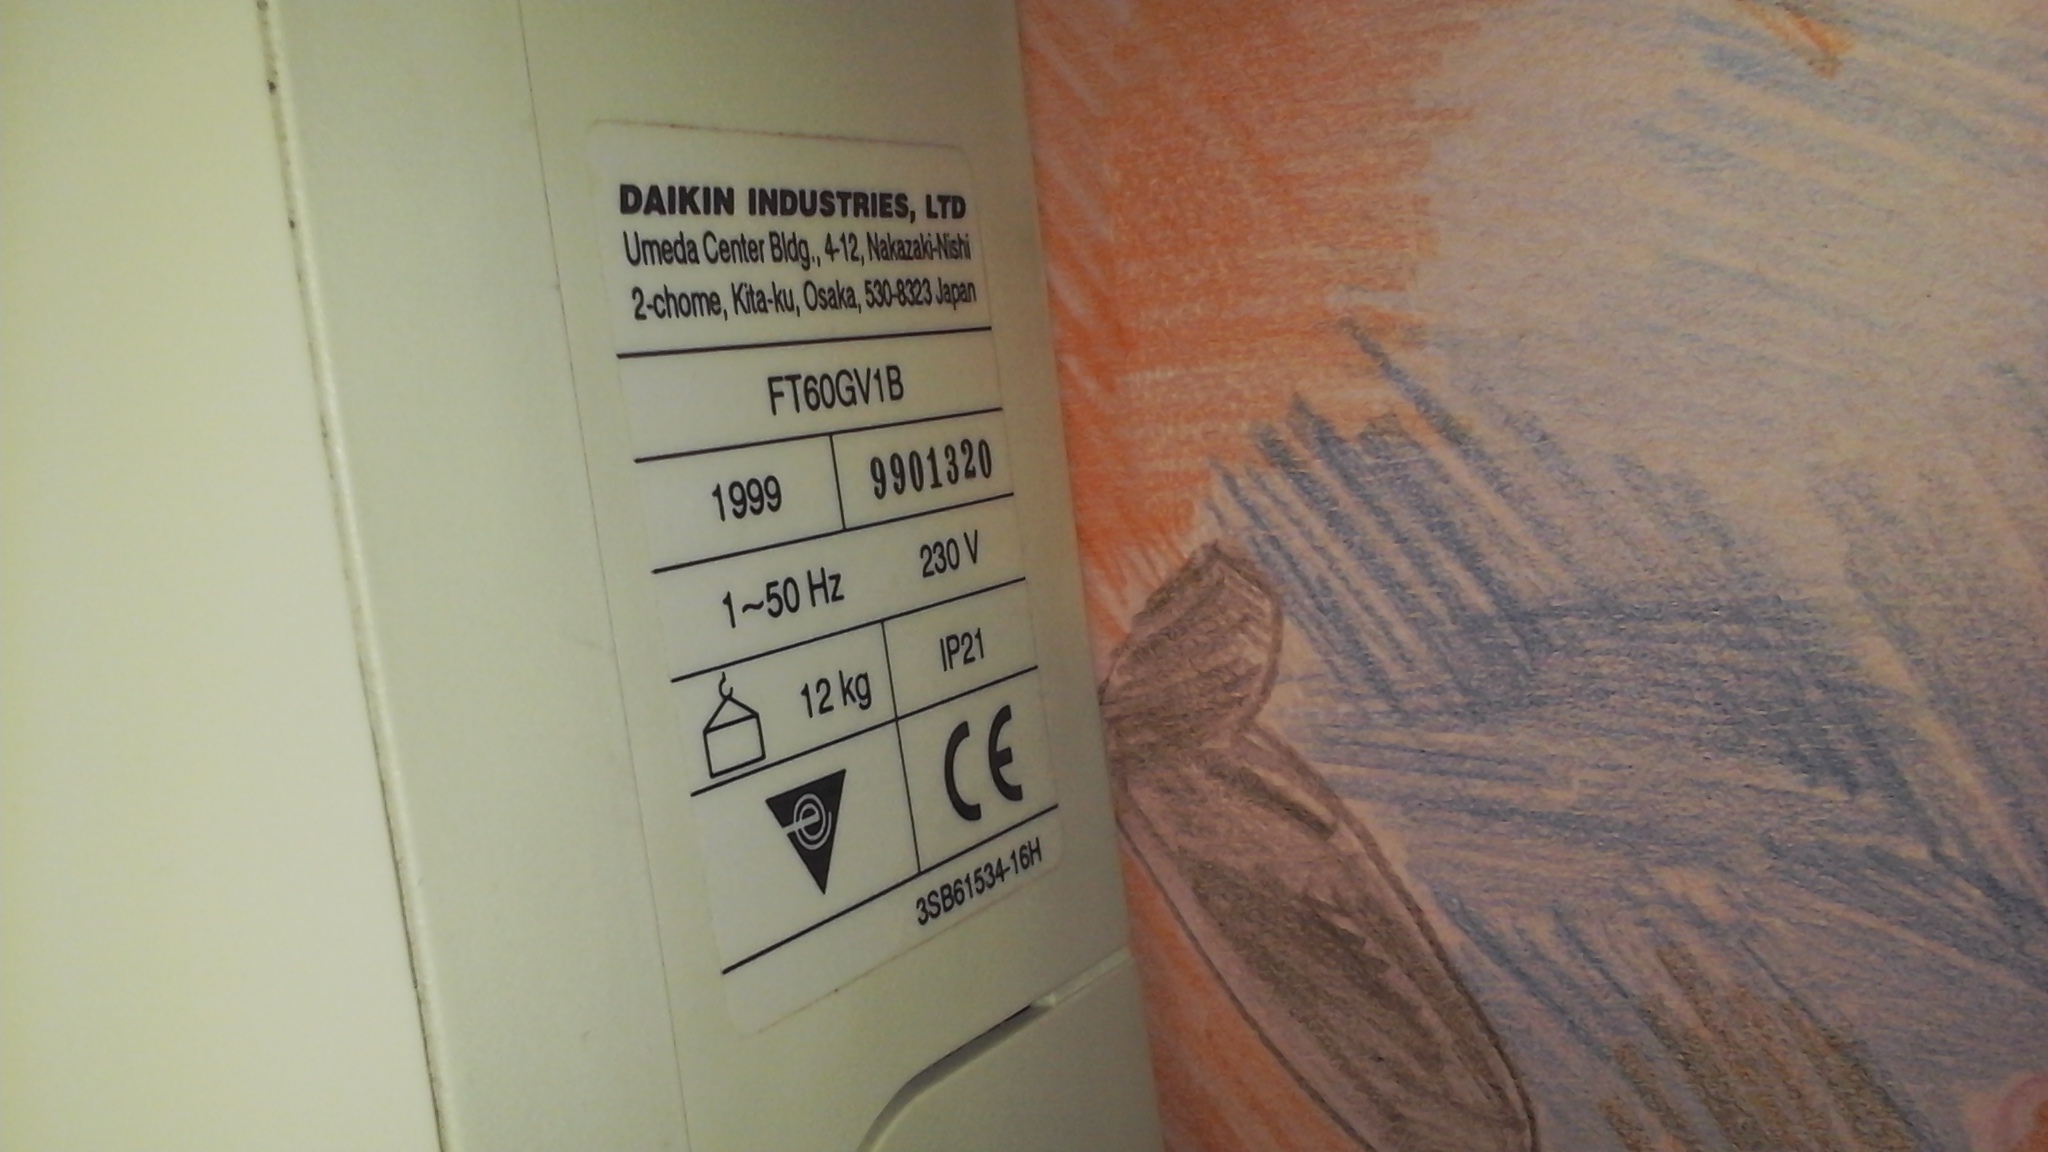 DAIKIN INDUSTRIES, LTD
Umeda Center Bldg., 4-12, Nakazaki-Nishi
2-chome, Kita-ku, Osaka, 530-8323 Japan
FT60GV1B
1999 9901320
1~50 Hz 230 V
12 kg IP21
e CE
3SB61534-16H